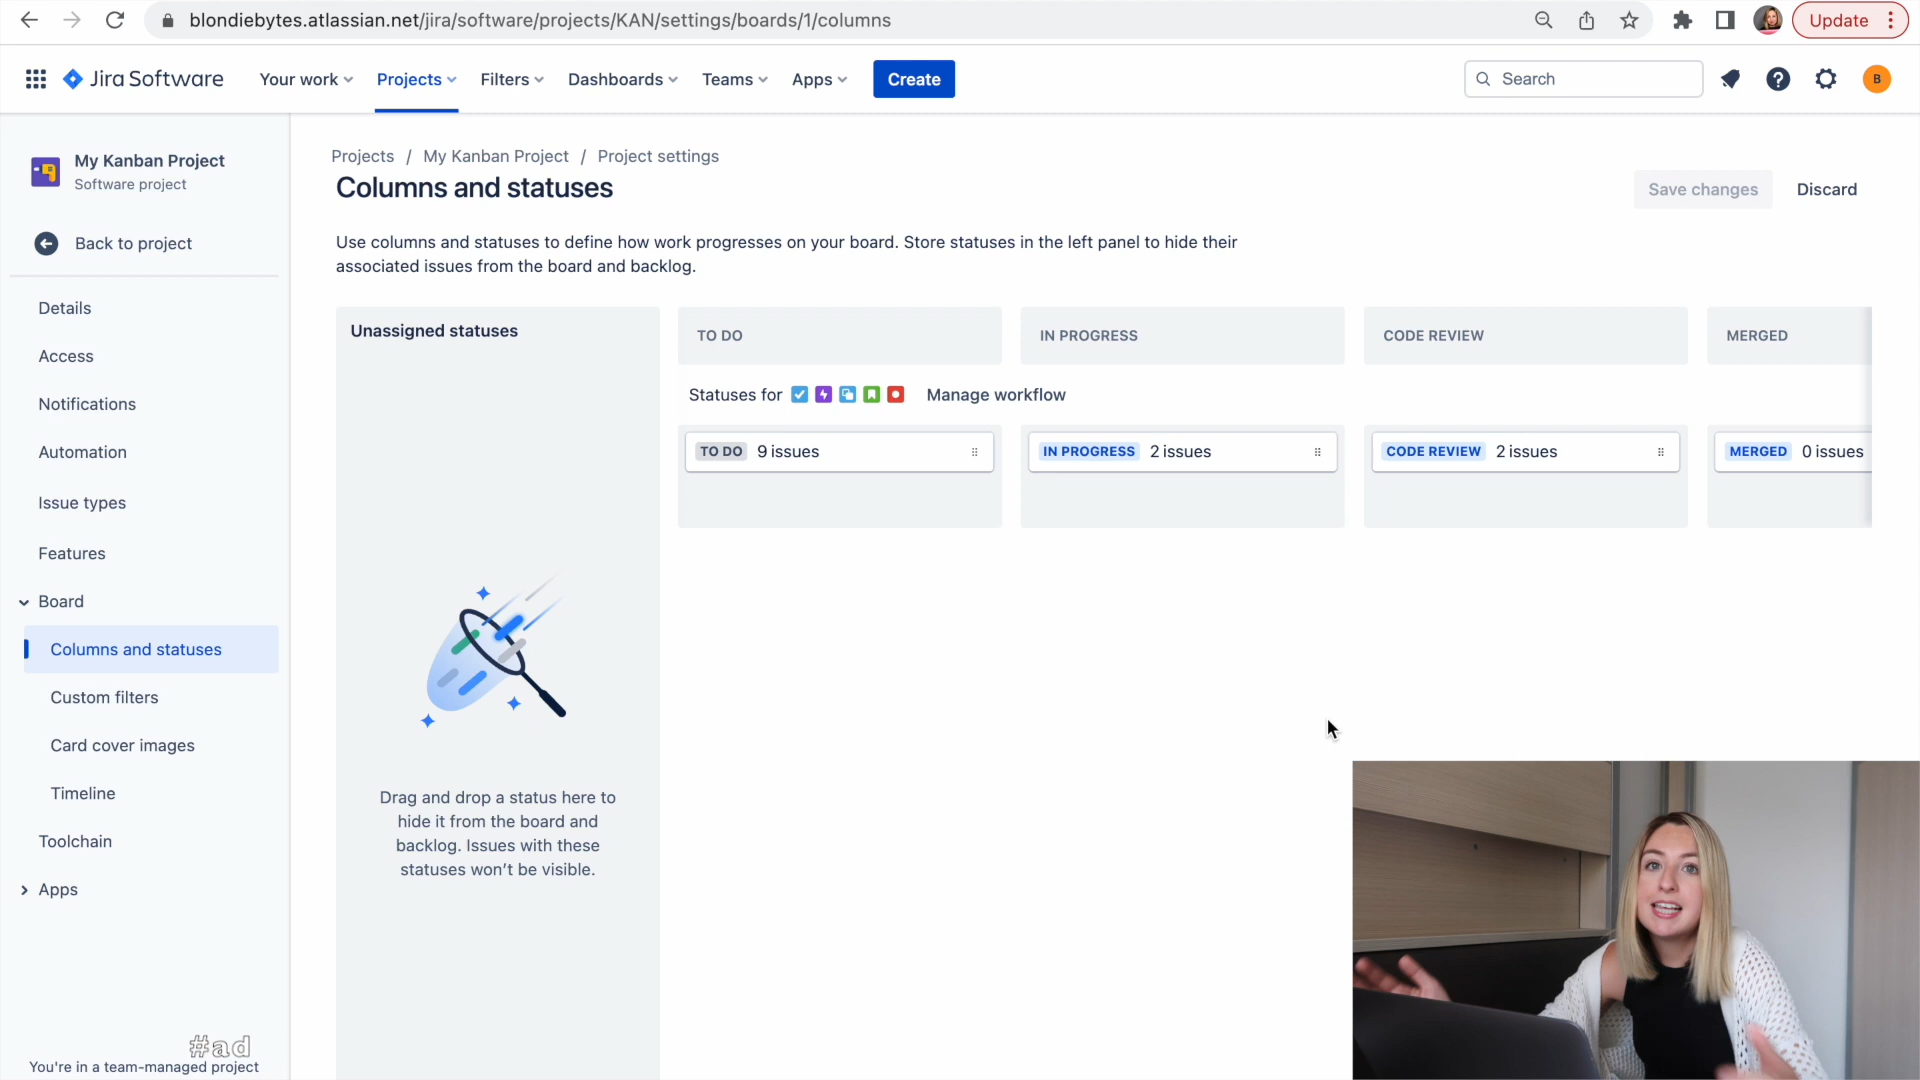 blondiebytes.atlassian.net/jira/software/projects/KAN/settings/boards/1/columns
Update
Jira Software
Your work
Projects
Filters
Dashboards
Teams
Apps
Create
Search
B
My Kanban Project
Software project
Back to project
Details
Access
Notifications
Automation
Issue types
Features
Board
Columns and statuses
Custom filters
Card cover images
Timeline
Toolchain
Apps
#ad
You're in a team-managed project
Projects / My Kanban Project / Project settings
Columns and statuses
Save changes
Discard
Use columns and statuses to define how work progresses on your board. Store statuses in the left panel to hide their
associated issues from the board and backlog.
Unassigned statuses
Drag and drop a status here to
hide it from the board and
backlog. Issues with these
statuses won't be visible.
TO DO
IN PROGRESS
CODE REVIEW
MERGED
Statuses for
Manage workflow
TO DO 9 issues
IN PROGRESS 2 issues
CODE REVIEW 2 issues
MERGED 0 issues